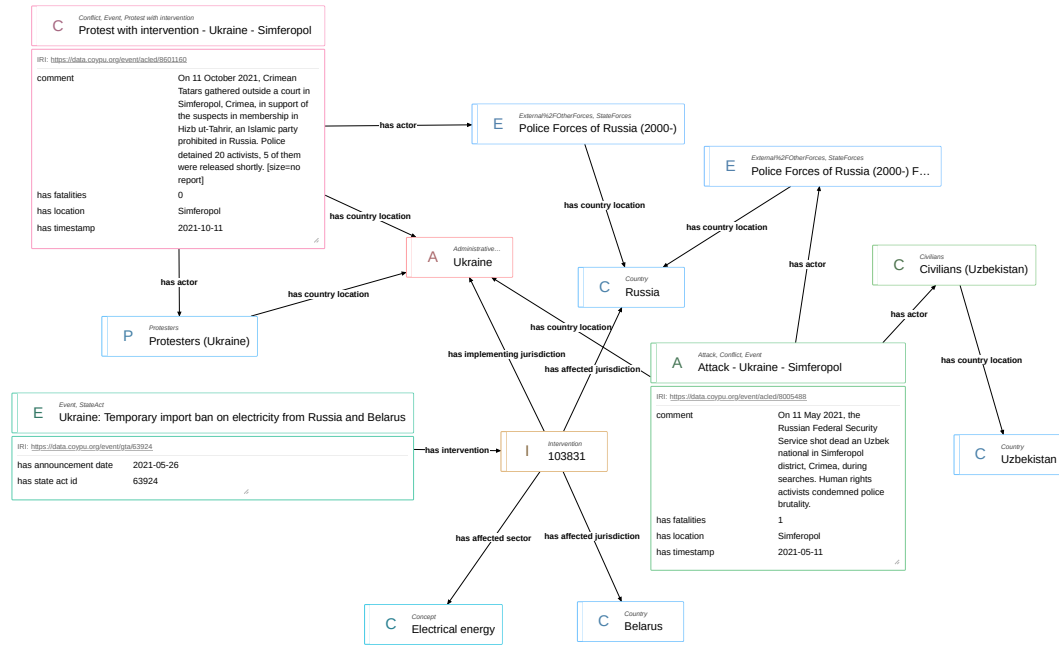 C
Conflict, Event, Protest with intervention
Protest with intervention - Ukraine - Simferopol
IRI: https://data.coypu.org/event/acled/8601160
comment
On 11 October 2021, Crimean
Tatars gathered outside a court in
Simferopol, Crimea, in support of
the suspects in membership in
Hizb ut-Tahrir, an Islamic party
prohibited in Russia. Police
detained 20 activists, 5 of them
were released shortly. [size=no
report]
has fatalities 0
has location Simferopol
has timestamp 2021-10-11
has actor
E
External%2FOtherForces, StateForces
Police Forces of Russia (2000-)
E
External%2FOtherForces, StateForces
Police Forces of Russia (2000-) F…
has country location
has country location
has country location
A
Administrative…
Ukraine
C
Country
Russia
has actor
C
Civilians
Civilians (Uzbekistan)
has actor
has country location
P
Protesters
Protesters (Ukraine)
has actor
has country location
has implementing jurisdiction
has affected jurisdiction
has country location
A
Attack, Conflict, Event
Attack - Ukraine - Simferopol
IRI: https://data.coypu.org/event/acled/8005488
comment
On 11 May 2021, the
Russian Federal Security
Service shot dead an Uzbek
national in Simferopol
district, Crimea, during
searches. Human rights
activists condemned police
brutality.
has fatalities 1
has location Simferopol
has timestamp 2021-05-11
E
Event, StateAct
Ukraine: Temporary import ban on electricity from Russia and Belarus
IRI: https://data.coypu.org/event/gta/63924
has announcement date 2021-05-26
has state act id 63924
has intervention
I
Intervention
103831
C
Country
Uzbekistan
has affected sector
has affected jurisdiction
C
Concept
Electrical energy
C
Country
Belarus